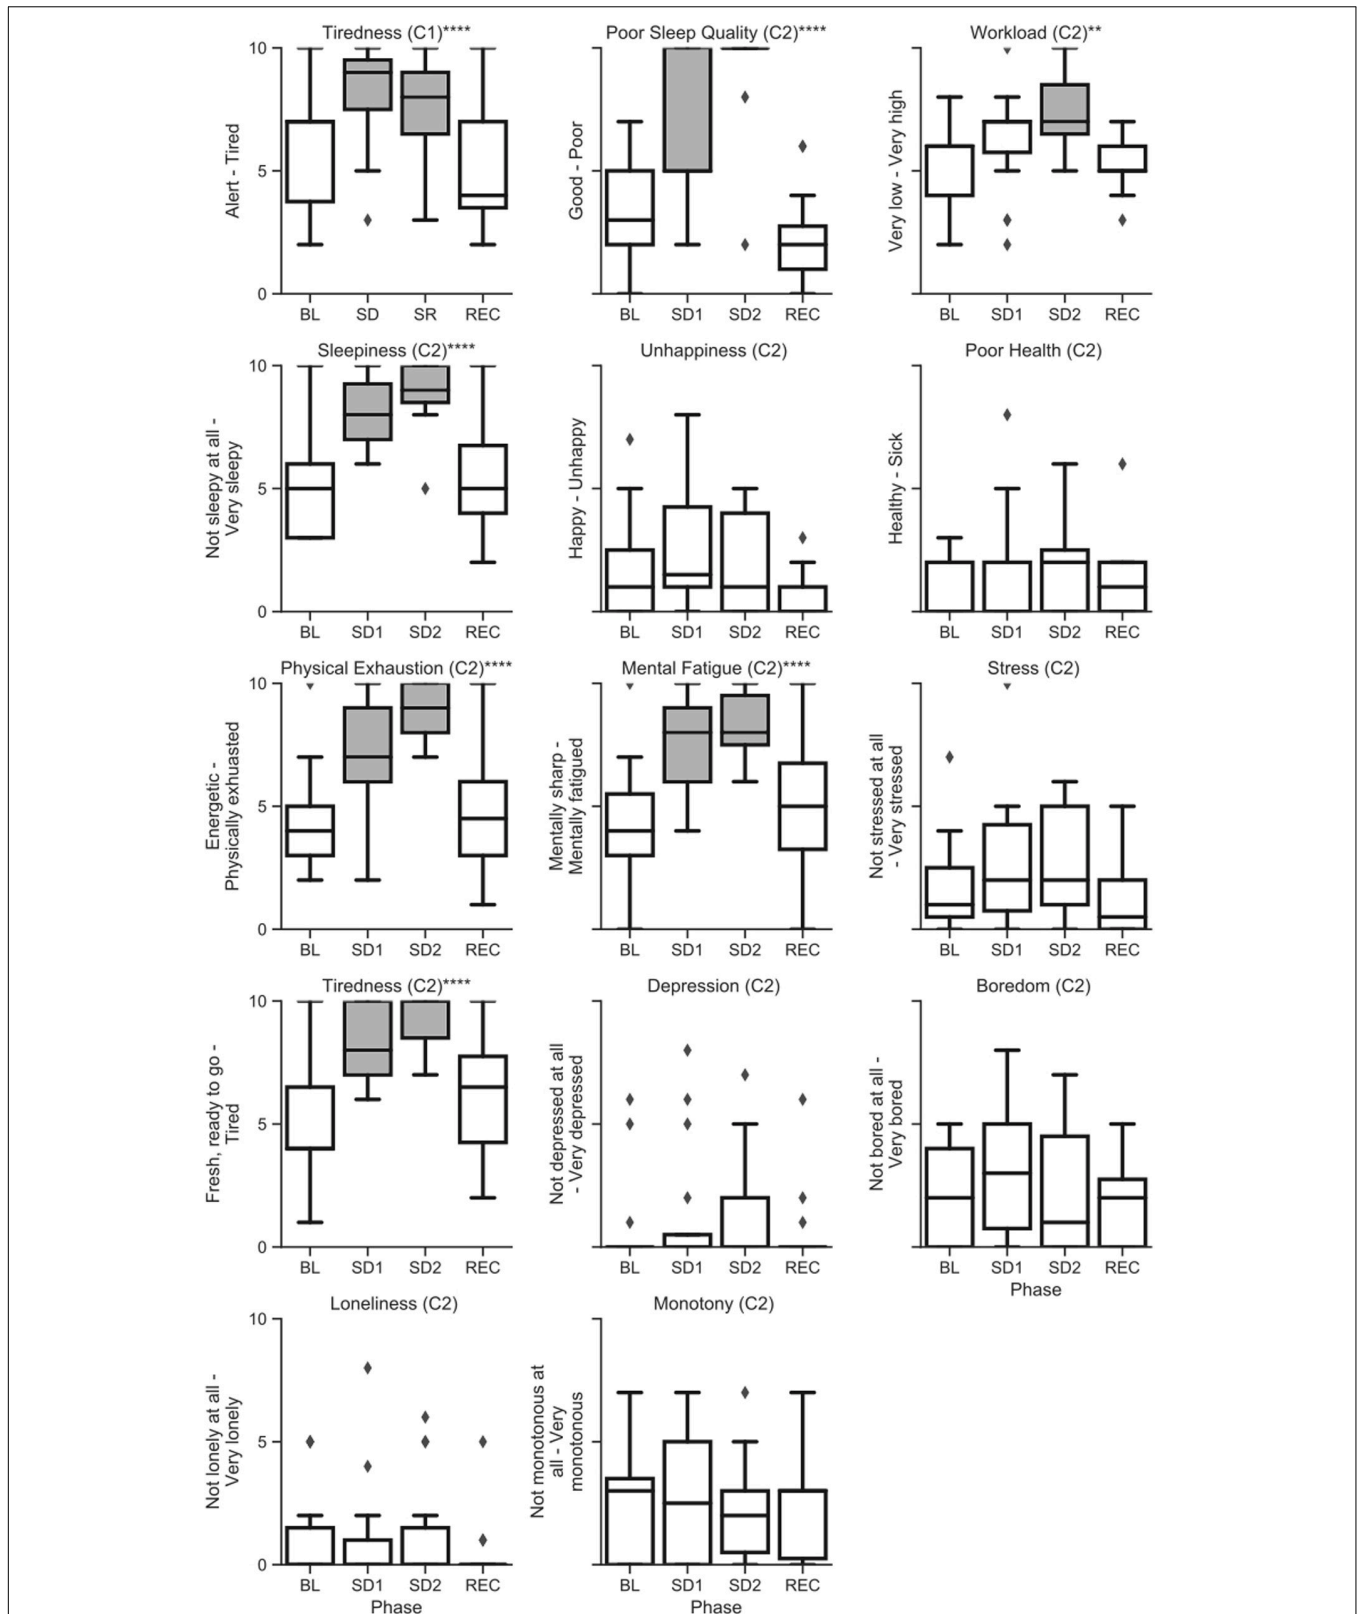 Tiredness (C1)****
Alert - Tired
10
5
0
BL SD SR REC
Poor Sleep Quality (C2)****
Good - Poor
BL SD1 SD2 REC
Workload (C2)**
Very low - Very high
BL SD1 SD2 REC
Sleepiness (C2)****
Not sleepy at all -
Very sleepy
10
5
0
BL SD1 SD2 REC
Unhappiness (C2)
Happy - Unhappy
BL SD1 SD2 REC
Poor Health (C2)
Healthy - Sick
BL SD1 SD2 REC
Physical Exhaustion (C2)****
Energetic -
Physically exhuasted
10
5
0
BL SD1 SD2 REC
Mental Fatigue (C2)****
Mentally sharp -
Mentally fatigued
BL SD1 SD2 REC
Stress (C2)
Not stressed at all
- Very stressed
BL SD1 SD2 REC
Tiredness (C2)****
Fresh, ready to go -
Tired
10
5
0
BL SD1 SD2 REC
Depression (C2)
Not depressed at all
- Very depressed
BL SD1 SD2 REC
Boredom (C2)
Not bored at all -
Very bored
BL SD1 SD2 REC
Phase
Loneliness (C2)
Not lonely at all -
Very lonely
10
5
0
BL SD1 SD2 REC
Phase
Monotony (C2)
Not monotonous at
all - Very
monotonous
BL SD1 SD2 REC
Phase